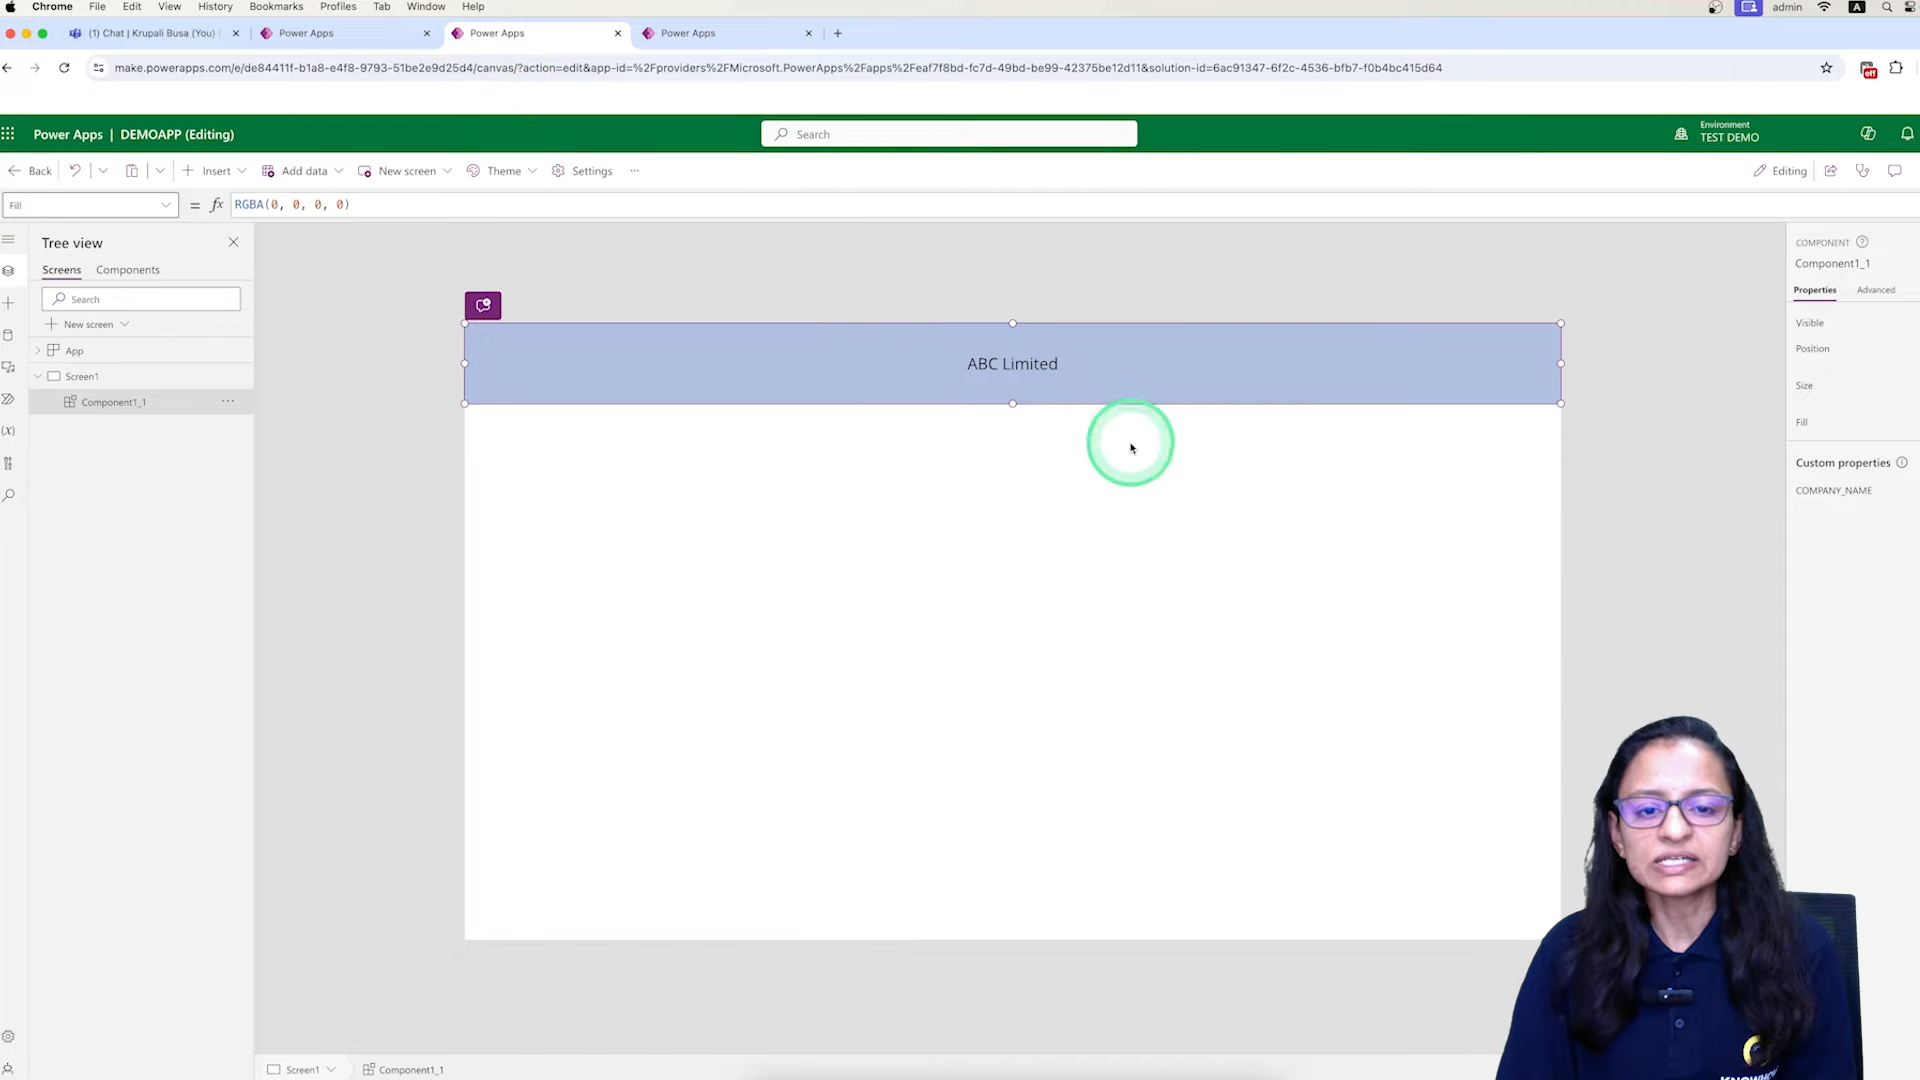 Chrome File Edit View History Bookmarks Profiles Tab Window Help admin A
(1) Chat | Krupali Busa (You) Power Apps Power Apps Power Apps
make.powerapps.com/e/de84411f-b1a8-e4f8-9793-51be2e9d25d4/canvas/?action=edit&app-id=%2Fproviders%2FMicrosoft.PowerApps%2Fapps%2Feaf7f8bd-fc7d-49bd-be99-42375be12d11&solution-id=6ac91347-6f2c-4536-bfb7-f0b4bc415d64
off
Power Apps | DEMOAPP (Editing) Search Environment
TEST DEMO
Back Insert Add data New screen Theme Settings ... Editing
Fill = fx RGBA(0, 0, 0, 0)
Tree view
Screens Components
Search
New screen
App
Screen1
Component1_1 ...
ABC Limited
COMPONENT
Component1_1
Properties Advanced
Visible
Position
Size
Fill
Custom properties
COMPANY_NAME
Screen1 Component1_1